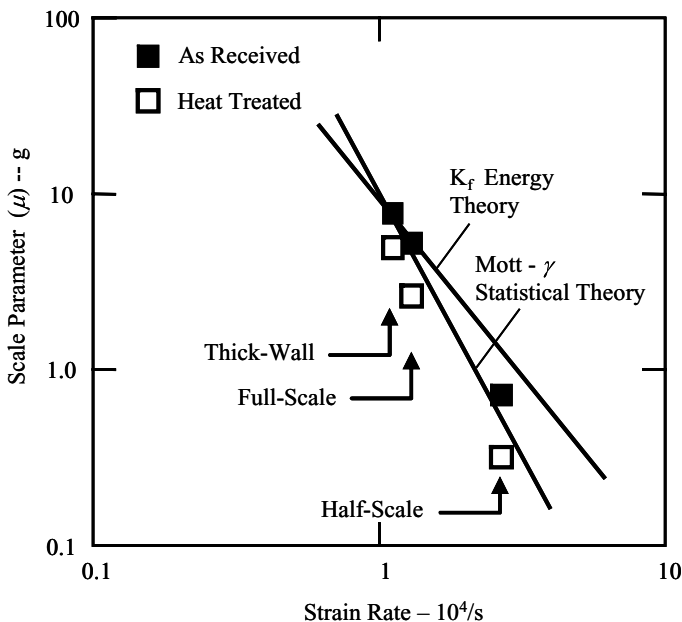 100
As Received
Heat Treated
K_f Energy
Theory
10
Mott - γ
Statistical Theory
Scale Parameter (μ) -- g
Thick-Wall
1.0
Full-Scale
Half-Scale
0.1
0.1
1
10
Strain Rate – 10⁴/s